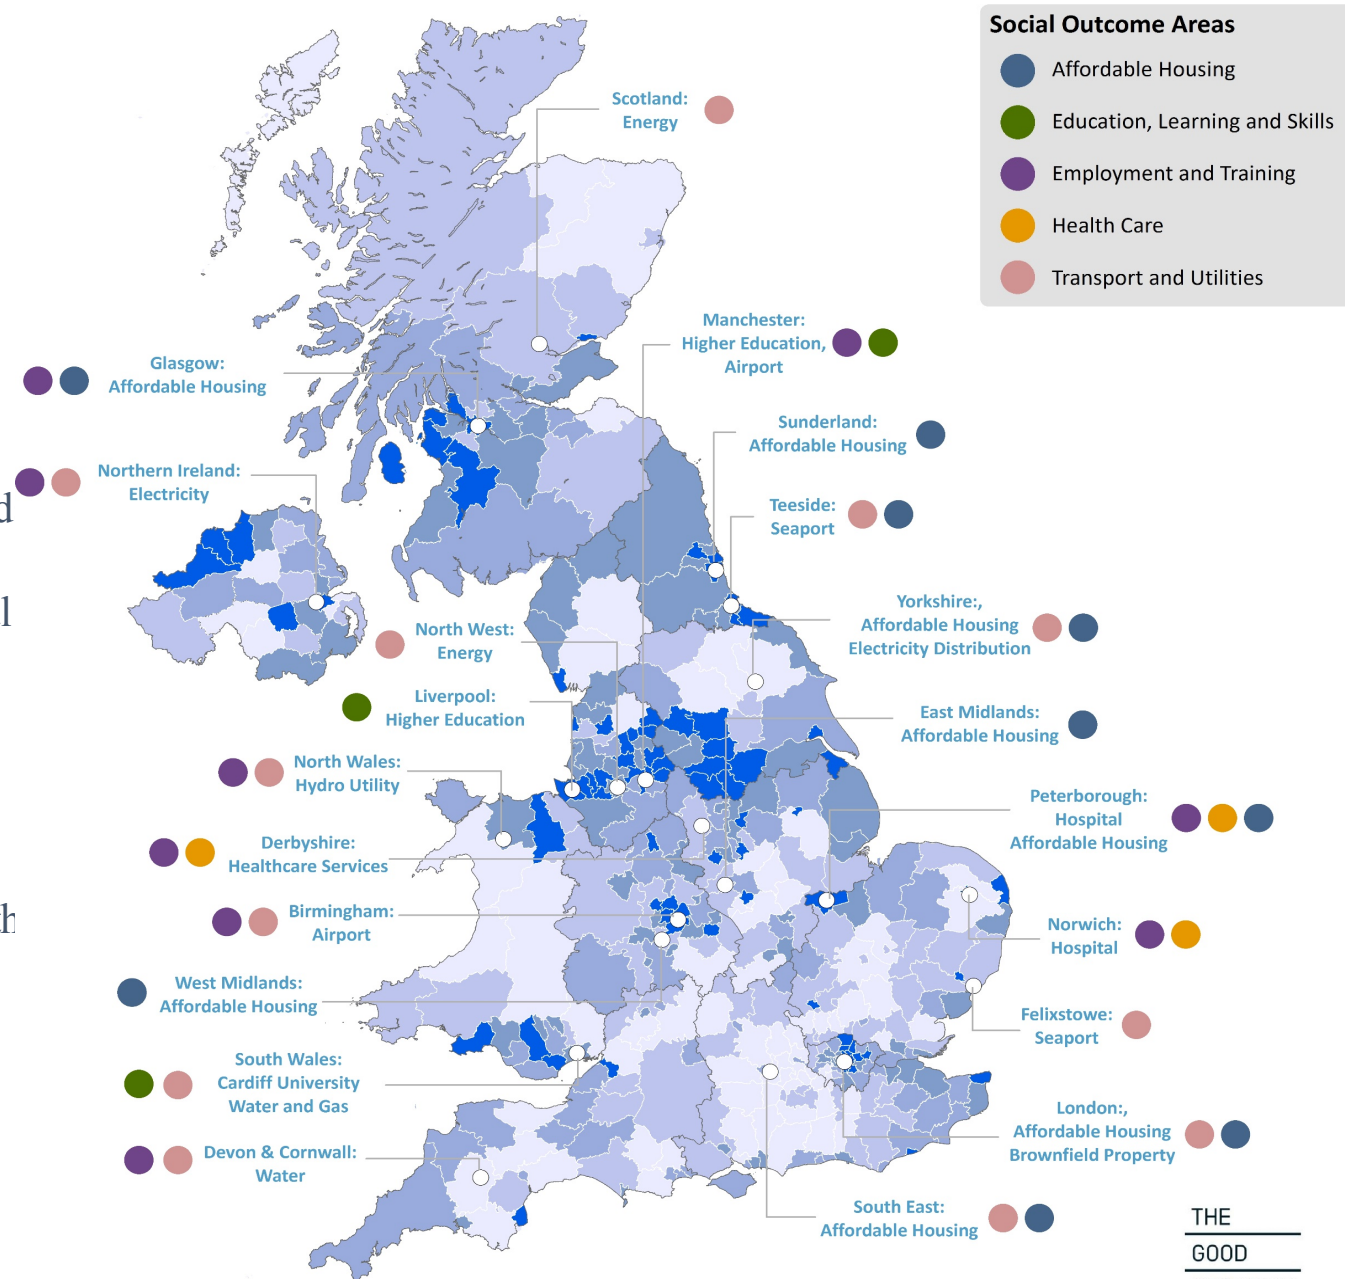 Social Outcome Areas
Affordable Housing
Education, Learning and Skills
Employment and Training
Health Care
Transport and Utilities
Scotland:
Energy
Manchester:
Higher Education,
Airport
Glasgow:
Affordable Housing
Sunderland:
Affordable Housing
Northern Ireland:
Electricity
Teeside:
Seaport
Yorkshire:,
Affordable Housing
Electricity Distribution
North West:
Energy
Liverpool:
Higher Education
East Midlands:
Affordable Housing
North Wales:
Hydro Utility
Peterborough:
Hospital
Affordable Housing
Derbyshire:
Healthcare Services
Birmingham:
Airport
Norwich:
Hospital
West Midlands:
Affordable Housing
Felixstowe:
Seaport
South Wales:
Cardiff University
Water and Gas
London:,
Affordable Housing
Brownfield Property
Devon & Cornwall:
Water
South East:
Affordable Housing
THE
GOOD